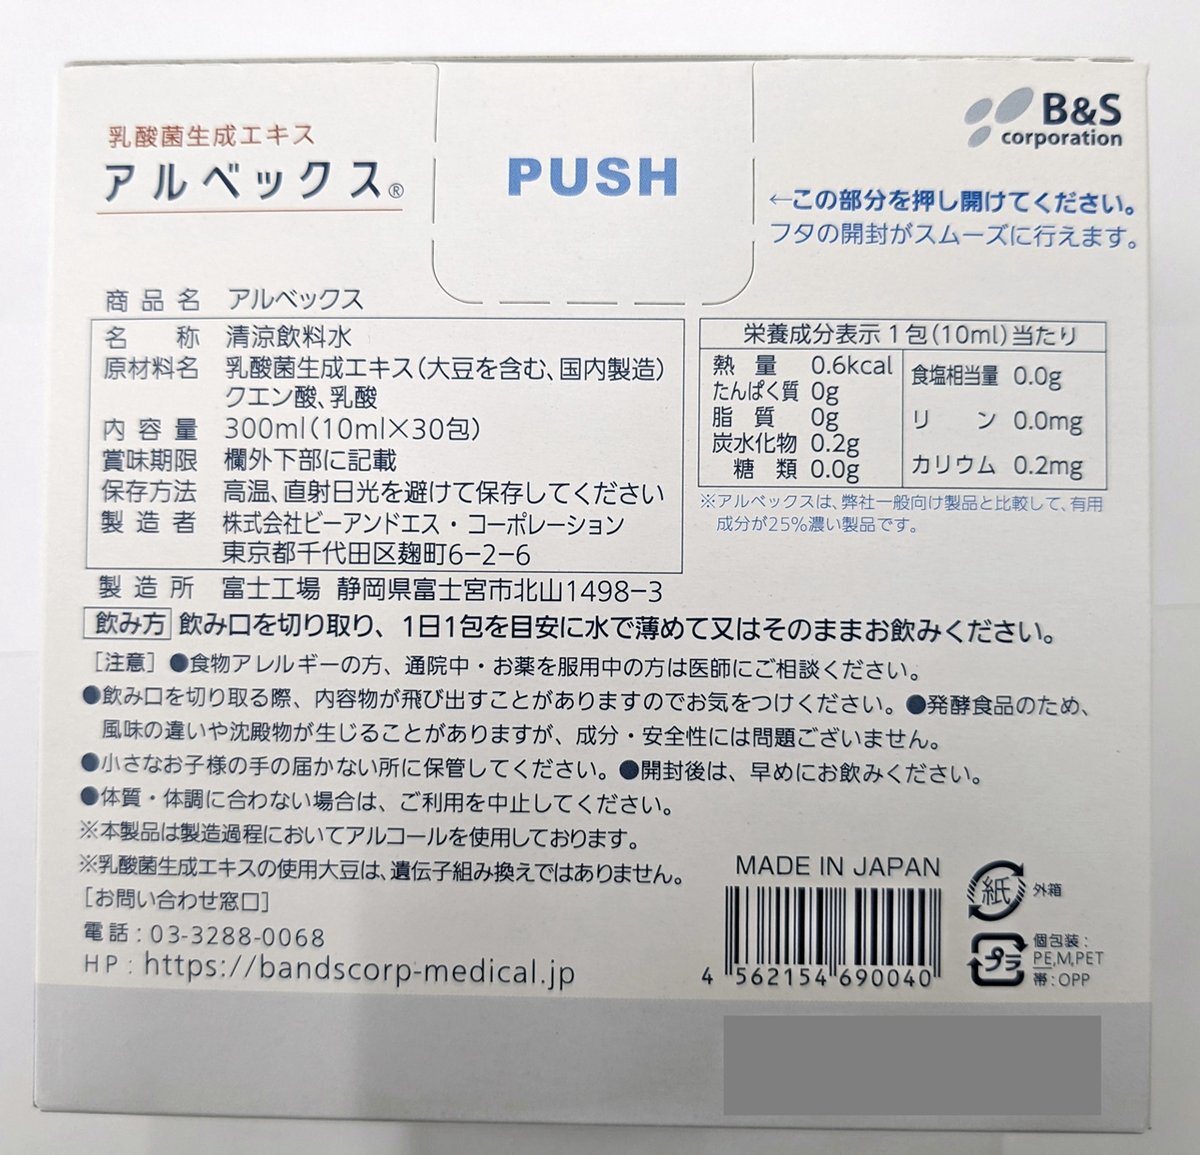 乳酸菌生成エキス
アルベックス®
PUSH
B&S
corporation
←この部分を押し開けてください。
フタの開封がスムーズに行えます。
商品名 アルベックス
名称 清涼飲料水
原材料名 乳酸菌生成エキス(大豆を含む、国内製造)
クエン酸、乳酸
内容量 300ml(10ml×30包)
賞味期限 欄外下部に記載
保存方法 高温、直射日光を避けて保存してください
製造者 株式会社ビーアンドエス・コーポレーション
東京都千代田区麹町6-2-6
製造所 富士工場 静岡県富士宮市北山1498-3
栄養成分表示1包(10ml)当たり
熱量 0.6kcal
たんぱく質 0g
脂質 0g
炭水化物 0.2g
糖類 0.0g
食塩相当量 0.0g
リン 0.0mg
カリウム 0.2mg
※アルベックスは、弊社一般向け製品と比較して、有用
成分が25%濃い製品です。
飲み方 飲み口を切り取り、1日1包を目安に水で薄めて又はそのままお飲みください。
[注意] ●食物アレルギーの方、通院中・お薬を服用中の方は医師にご相談ください。
●飲み口を切り取る際、内容物が飛び出すことがありますのでお気をつけください。●発酵食品のため、
風味の違いや沈殿物が生じることがありますが、成分・安全性には問題ございません。
●小さなお子様の手の届かない所に保管してください。●開封後は、早めにお飲みください。
●体質・体調に合わない場合は、ご利用を中止してください。
※本製品は製造過程においてアルコールを使用しております。
※乳酸菌生成エキスの使用大豆は、遺伝子組み換えではありません。
[お問い合わせ窓口]
電話:03-3288-0068
HP:https://bandscorp-medical.jp
MADE IN JAPAN
4 562154 690040
紙 外箱
プラ 個包装:
PE,M,PET
帯:OPP